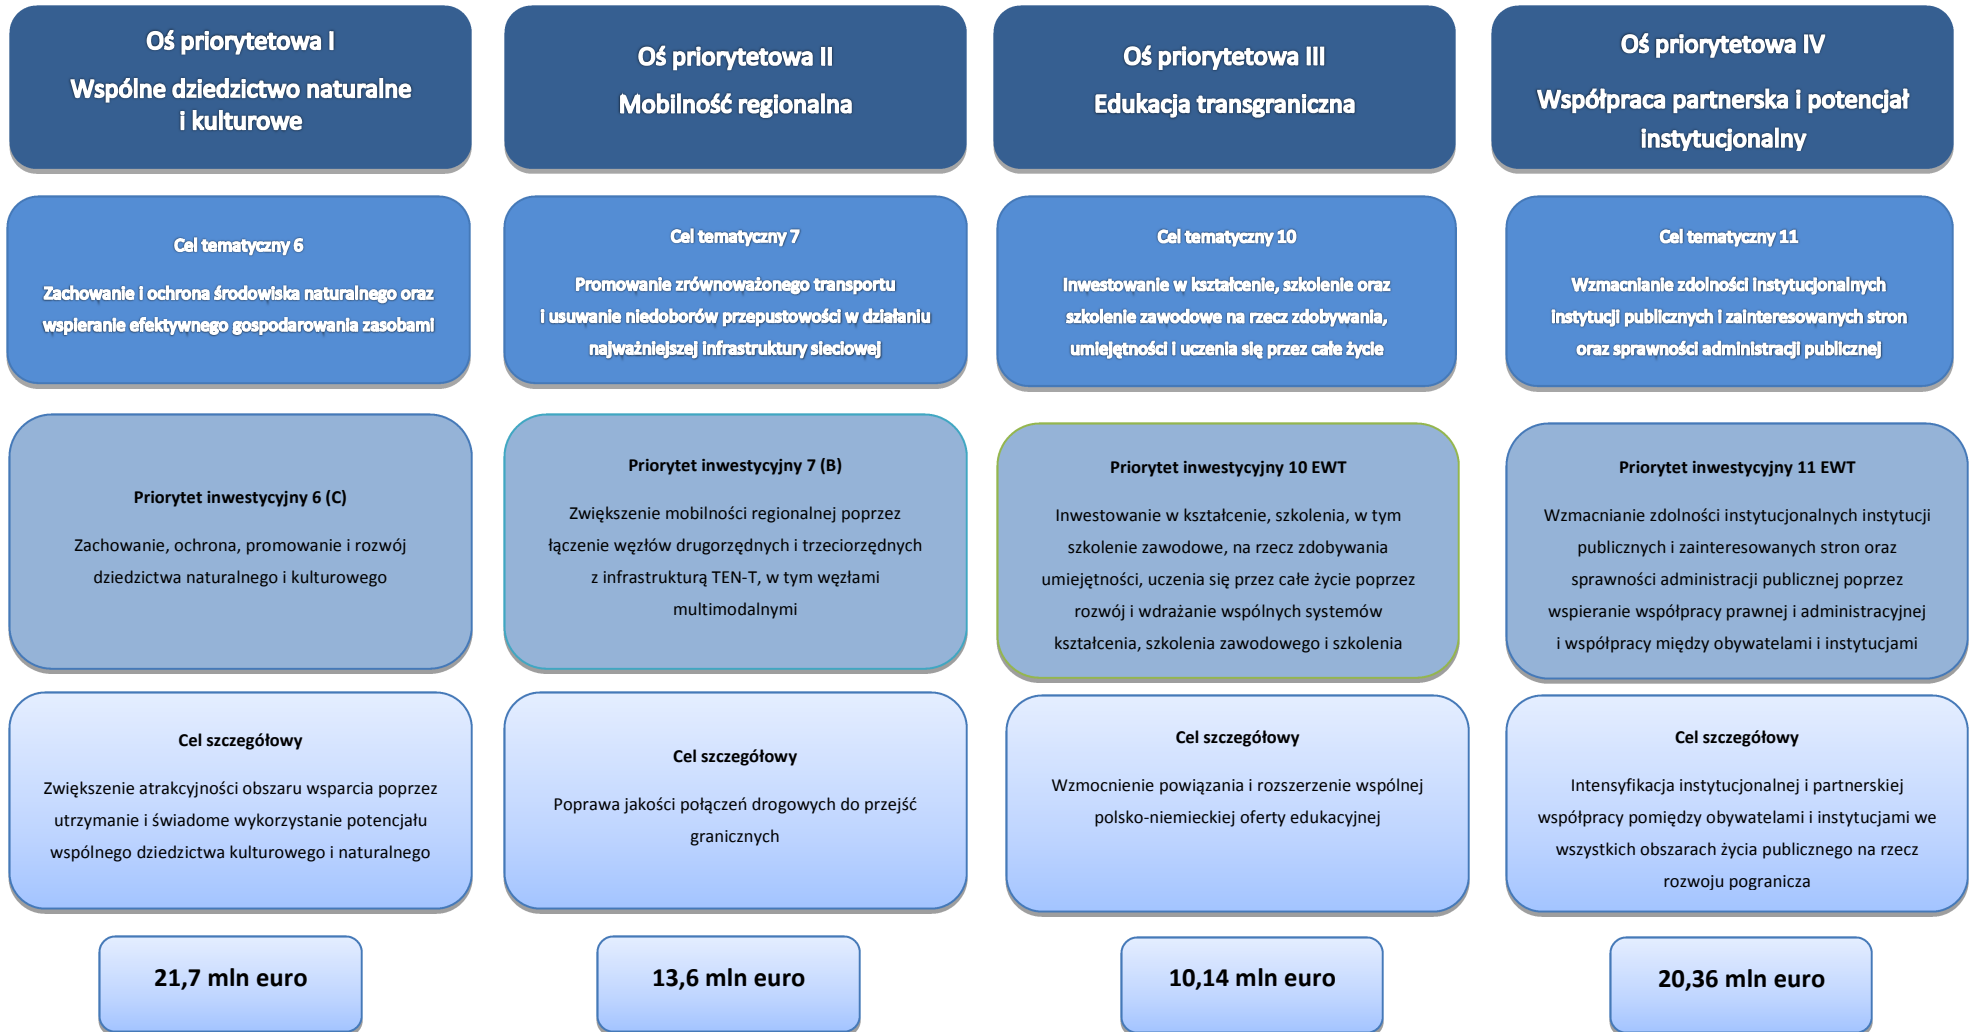 Oś priorytetowa I
Wspólne dziedzictwo naturalne
i kulturowe
Oś priorytetowa II
Mobilność regionalna
Oś priorytetowa III
Edukacja transgraniczna
Oś priorytetowa IV
Współpraca partnerska i potencjał
instytucjonalny
Cel tematyczny 6
Zachowanie i ochrona środowiska naturalnego oraz
wspieranie efektywnego gospodarowania zasobami
Cel tematyczny 7
Promowanie zrównoważonego transportu
i usuwanie niedoborów przepustowości w działaniu
najważniejszej infrastruktury sieciowej
Cel tematyczny 10
Inwestowanie w kształcenie, szkolenie oraz
szkolenie zawodowe na rzecz zdobywania,
umiejętności i uczenia się przez całe życie
Cel tematyczny 11
Wzmacnianie zdolności instytucjonalnych
instytucji publicznych i zainteresowanych stron
oraz sprawności administracji publicznej
Priorytet inwestycyjny 6 (C)
Zachowanie, ochrona, promowanie i rozwój
dziedzictwa naturalnego i kulturowego
Priorytet inwestycyjny 7 (B)
Zwiększenie mobilności regionalnej poprzez
łączenie węzłów drugorzędnych i trzeciorzędnych
z infrastrukturą TEN-T, w tym węzłami
multimodalnymi
Priorytet inwestycyjny 10 EWT
Inwestowanie w kształcenie, szkolenia, w tym
szkolenie zawodowe, na rzecz zdobywania
umiejętności, uczenia się przez całe życie poprzez
rozwój i wdrażanie wspólnych systemów
kształcenia, szkolenia zawodowego i szkolenia
Priorytet inwestycyjny 11 EWT
Wzmacnianie zdolności instytucjonalnych instytucji
publicznych i zainteresowanych stron oraz
sprawności administracji publicznej poprzez
wspieranie współpracy prawnej i administracyjnej
i współpracy między obywatelami i instytucjami
Cel szczegółowy
Zwiększenie atrakcyjności obszaru wsparcia poprzez
utrzymanie i świadome wykorzystanie potencjału
wspólnego dziedzictwa kulturowego i naturalnego
Cel szczegółowy
Poprawa jakości połączeń drogowych do przejść
granicznych
Cel szczegółowy
Wzmocnienie powiązania i rozszerzenie wspólnej
polsko-niemieckiej oferty edukacyjnej
Cel szczegółowy
Intensyfikacja instytucjonalnej i partnerskiej
współpracy pomiędzy obywatelami i instytucjami we
wszystkich obszarach życia publicznego na rzecz
rozwoju pogranicza
21,7 mln euro
13,6 mln euro
10,14 mln euro
20,36 mln euro